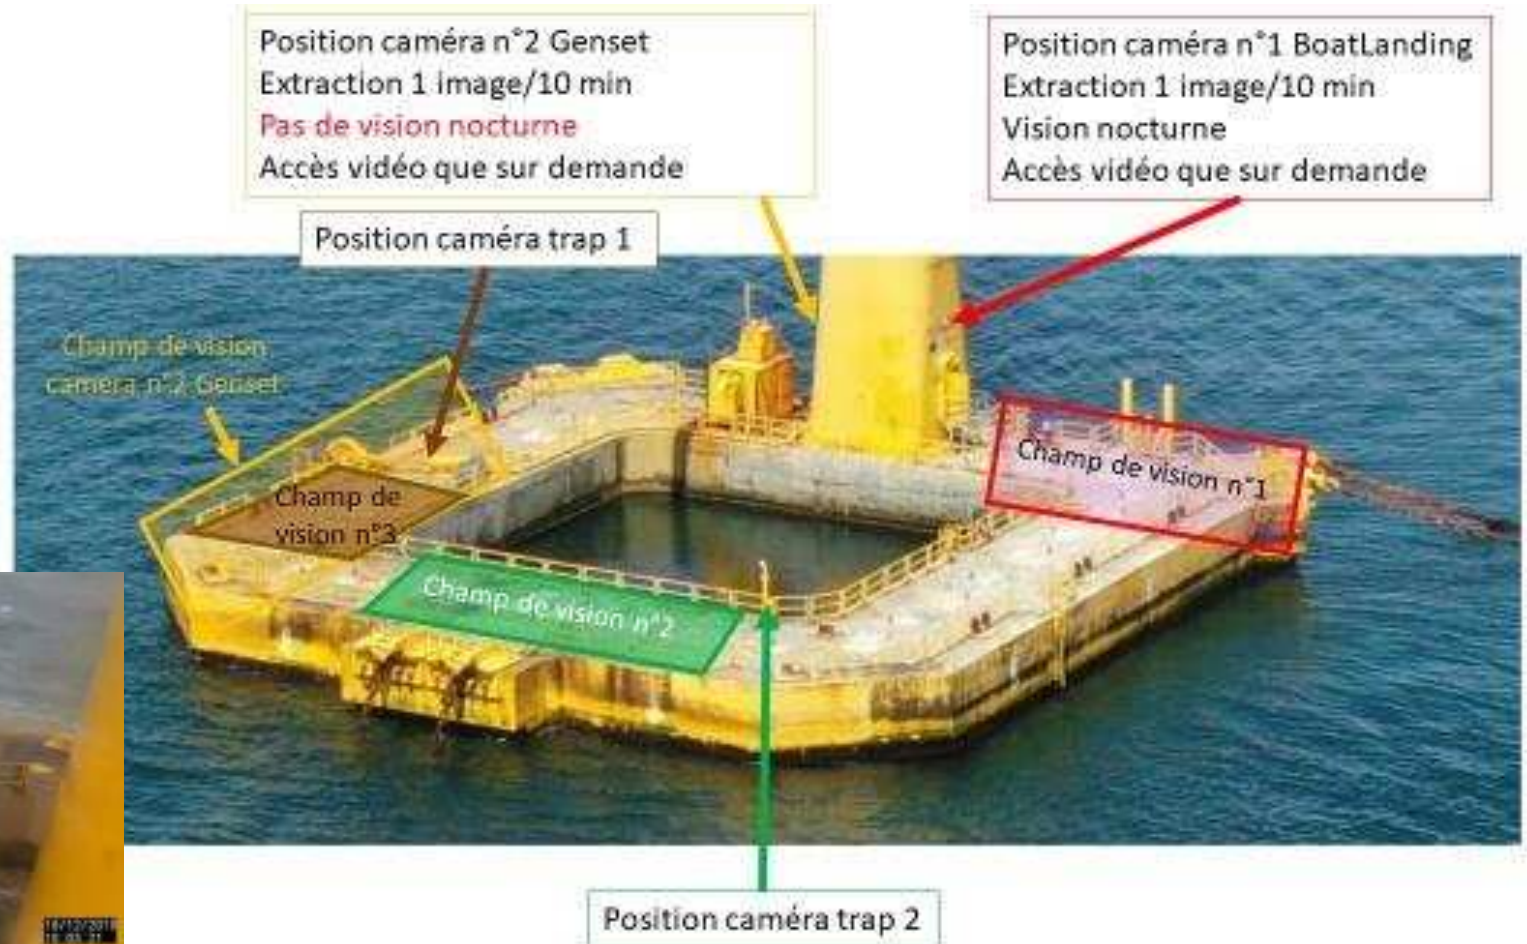 Position caméra n°2 Genset
Extraction 1 image/10 min
Pas de vision nocturne
Accès vidéo que sur demande
Position caméra n°1 BoatLanding
Extraction 1 image/10 min
Vision nocturne
Accès vidéo que sur demande
Position caméra trap 1
Champ de vision
caméra n°2 Genset
Champ de vision n°1
Champ de
vision n°3
Champ de vision n°2
Position caméra trap 2